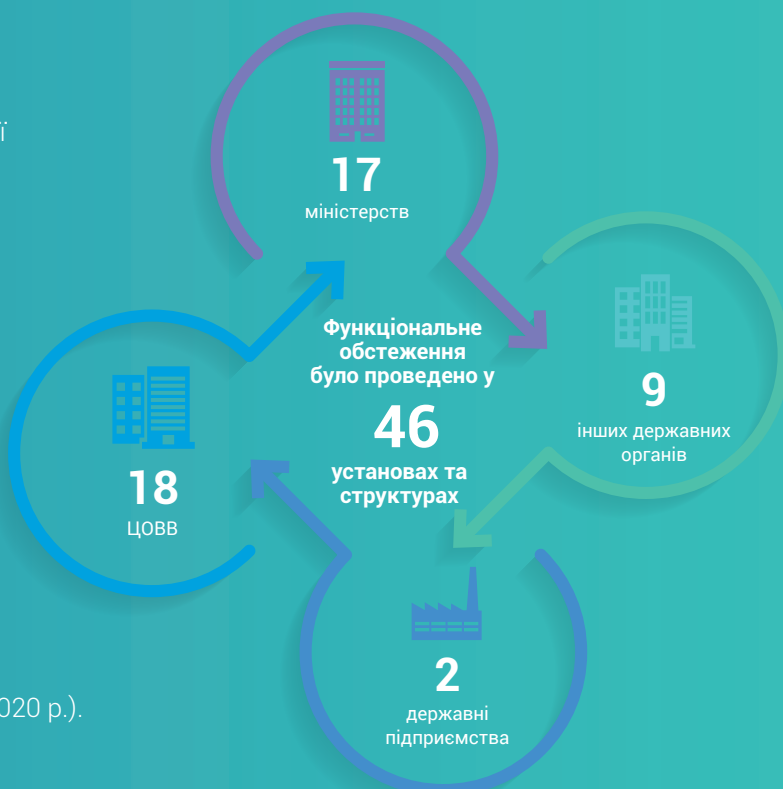 ї
17
міністерств
Функціональне
обстеження
було проведено у
46
установах та
структурах
9
інших державних
органів
18
ЦОВВ
2
державні
підприємства
020 р.).